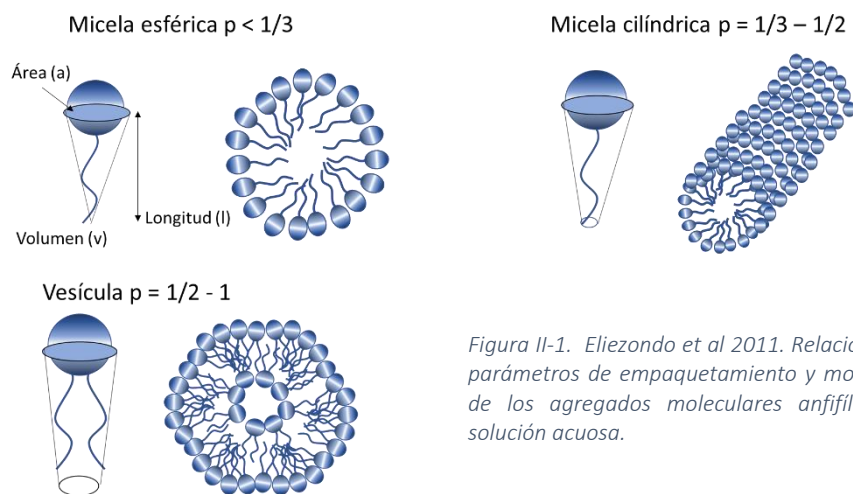 Micela esférica p < 1/3
Área (a)
Longitud (l)
Volumen (v)
Micela cilíndrica p = 1/3 – 1/2
Vesícula p = 1/2 - 1
Figura II-1. Eliezondo et al 2011.
parámetros de empaquetamiento y
de los agregados moleculares
solución acuosa.